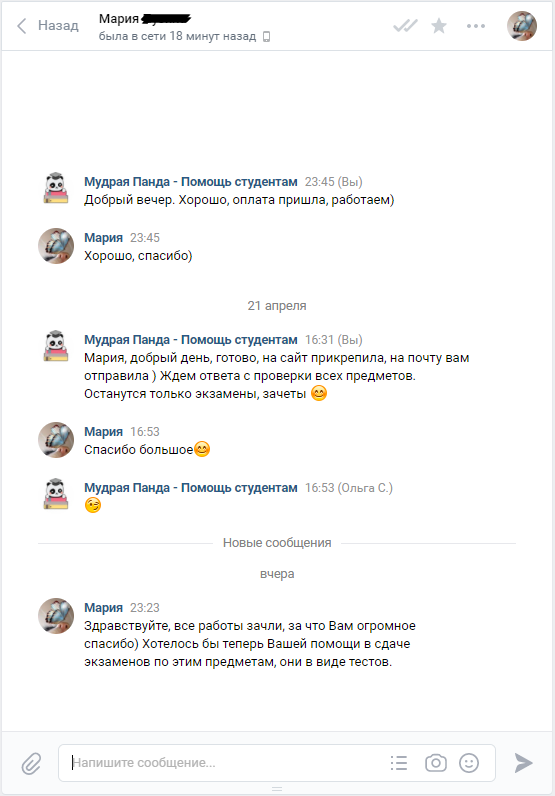 Назад
Мария
была в сети 18 минут назад
Мудрая Панда - Помощь студентам 23:45 (Вы)
Добрый вечер. Хорошо, оплата пришла, работаем)
Мария 23:45
Хорошо, спасибо)
21 апреля
Мудрая Панда - Помощь студентам 16:31 (Вы)
Мария, добрый день, готово, на сайт прикрепила, на почту вам
отправила ) Ждем ответа с проверки всех предметов.
Останутся только экзамены, зачеты 😊
Мария 16:53
Спасибо большое😊
Мудрая Панда - Помощь студентам 16:53 (Ольга С.)
😉
Новые сообщения
вчера
Мария 23:23
Здравствуйте, все работы зачли, за что Вам огромное
спасибо) Хотелось бы теперь Вашей помощи в сдаче
экзаменов по этим предметам, они в виде тестов.
Напишите сообщение...